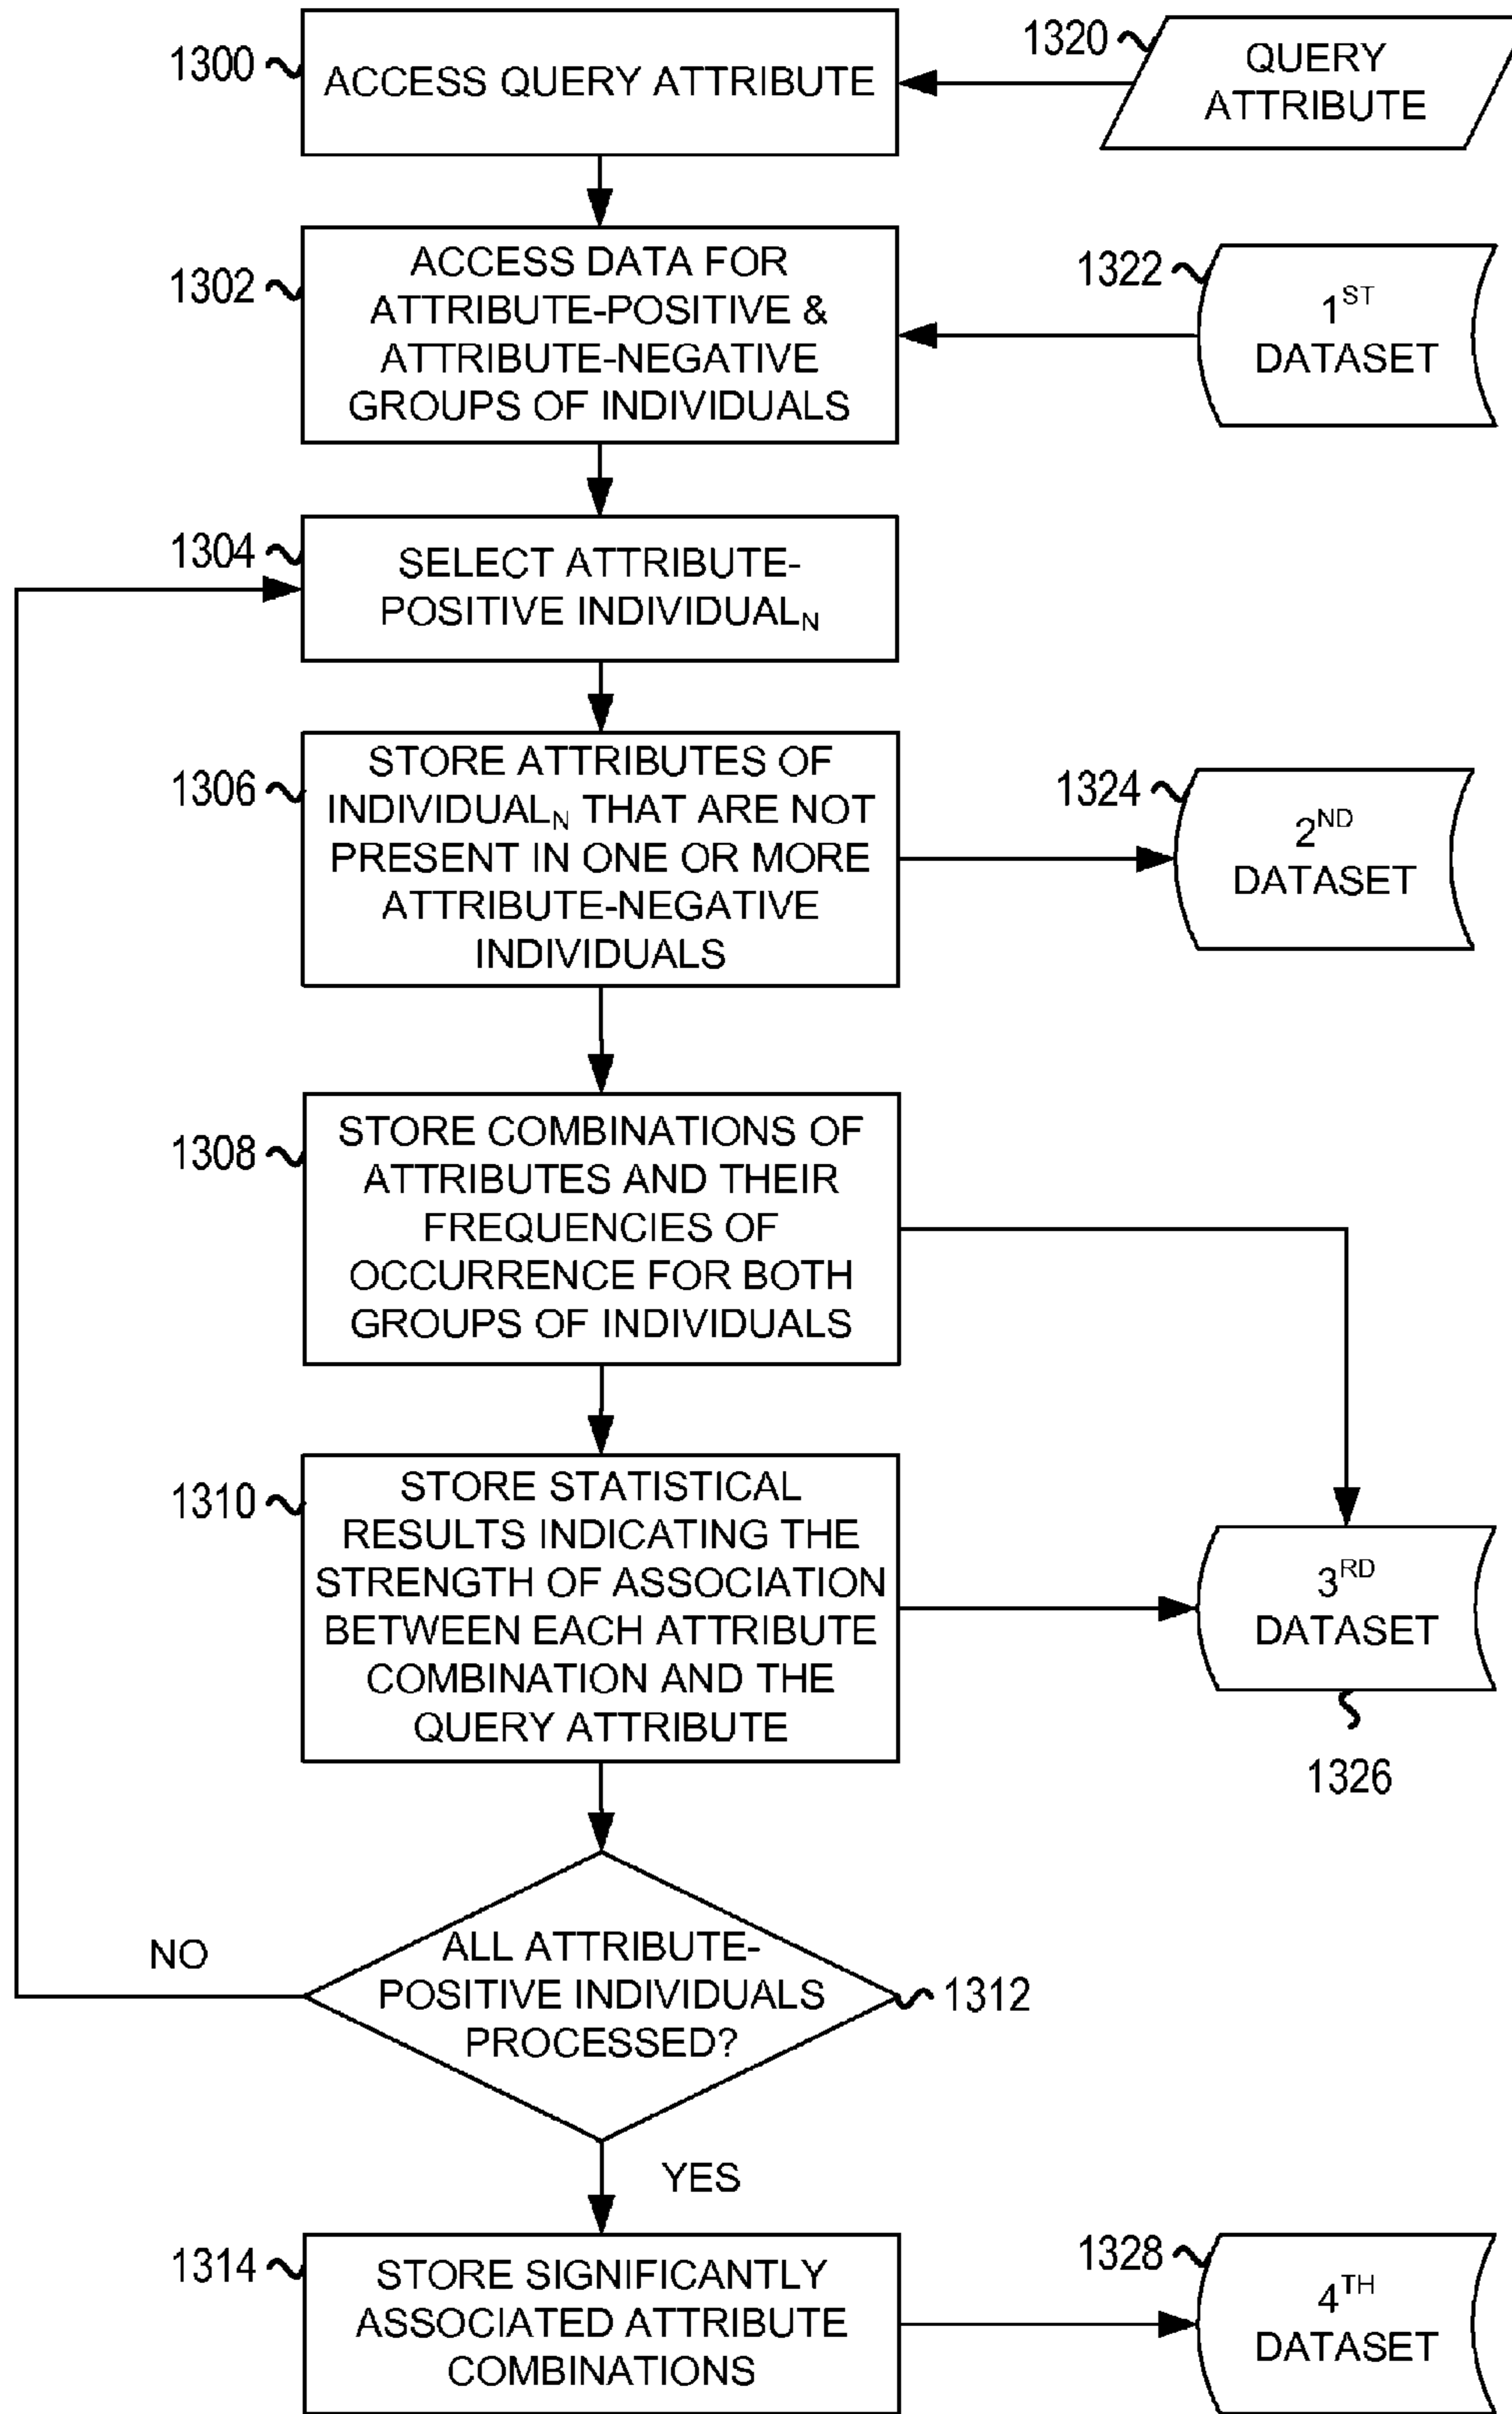 1300
ACCESS QUERY ATTRIBUTE
1320
QUERY
ATTRIBUTE
1302
ACCESS DATA FOR
ATTRIBUTE-POSITIVE &
ATTRIBUTE-NEGATIVE
GROUPS OF INDIVIDUALS
1322
1ST
DATASET
1304
SELECT ATTRIBUTE-
POSITIVE INDIVIDUALN
1306
STORE ATTRIBUTES OF
INDIVIDUALN THAT ARE NOT
PRESENT IN ONE OR MORE
ATTRIBUTE-NEGATIVE
INDIVIDUALS
1324
2ND
DATASET
1308
STORE COMBINATIONS OF
ATTRIBUTES AND THEIR
FREQUENCIES OF
OCCURRENCE FOR BOTH
GROUPS OF INDIVIDUALS
1310
STORE STATISTICAL
RESULTS INDICATING THE
STRENGTH OF ASSOCIATION
BETWEEN EACH ATTRIBUTE
COMBINATION AND THE
QUERY ATTRIBUTE
3RD
DATASET
1326
NO
ALL ATTRIBUTE-
POSITIVE INDIVIDUALS
PROCESSED?
1312
YES
1314
STORE SIGNIFICANTLY
ASSOCIATED ATTRIBUTE
COMBINATIONS
1328
4TH
DATASET